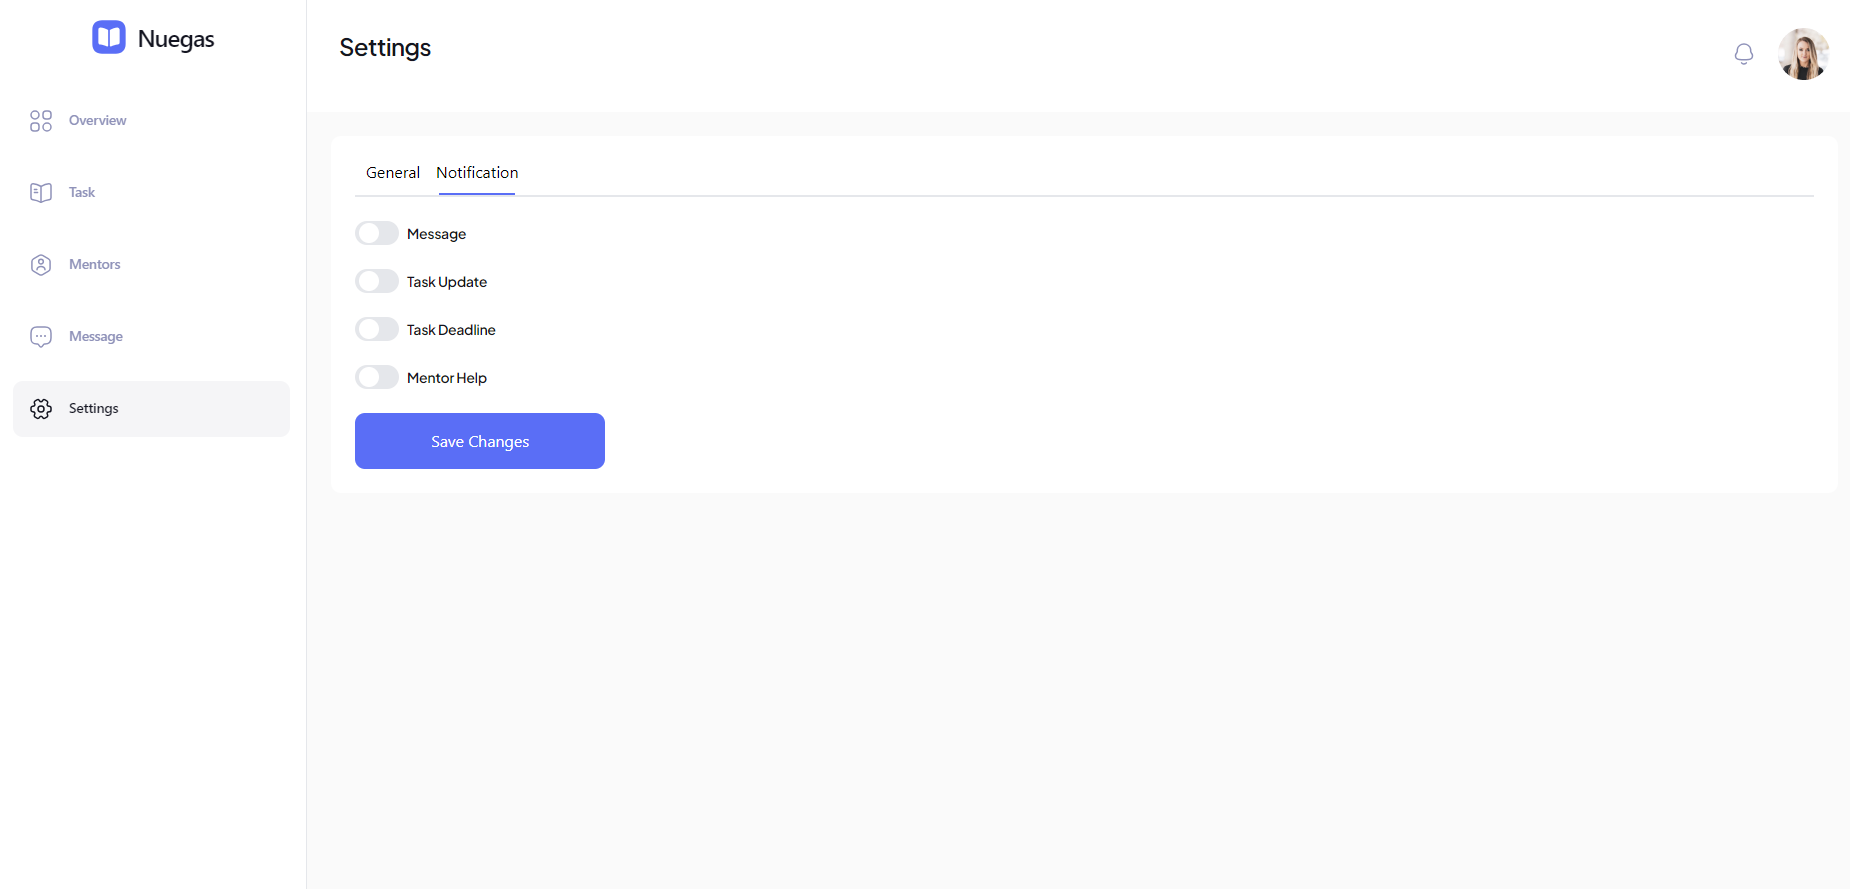 Nuegas
Overview
Task
Mentors
Message
Settings
Settings
General
Notification
Message
Task Update
Task Deadline
Mentor Help
Save Changes